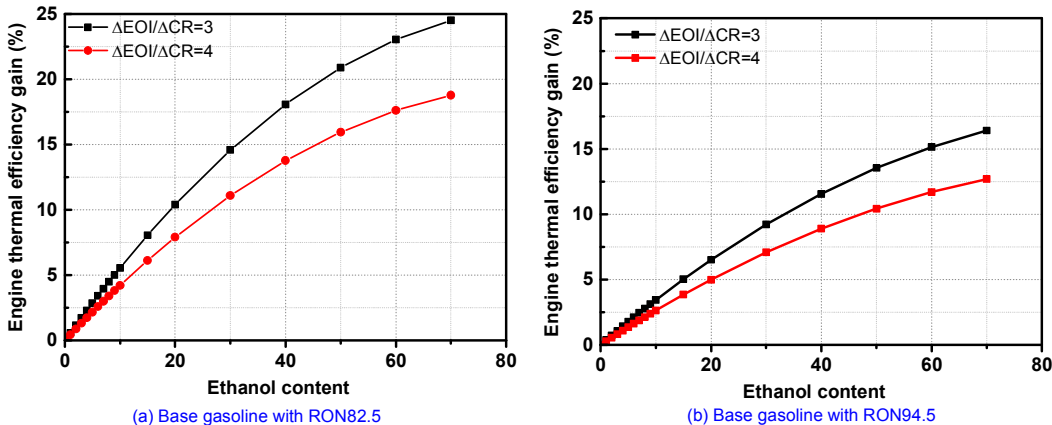 25
20
15
10
5
0
Engine thermal efficiency gain (%)
ΔEOI/ΔCR=3
ΔEOI/ΔCR=4
0 20 40 60 80
Ethanol content
(a) Base gasoline with RON82.5
25
20
15
10
5
0
Engine thermal efficiency gain (%)
ΔEOI/ΔCR=3
ΔEOI/ΔCR=4
0 20 40 60 80
Ethanol content
(b) Base gasoline with RON94.5